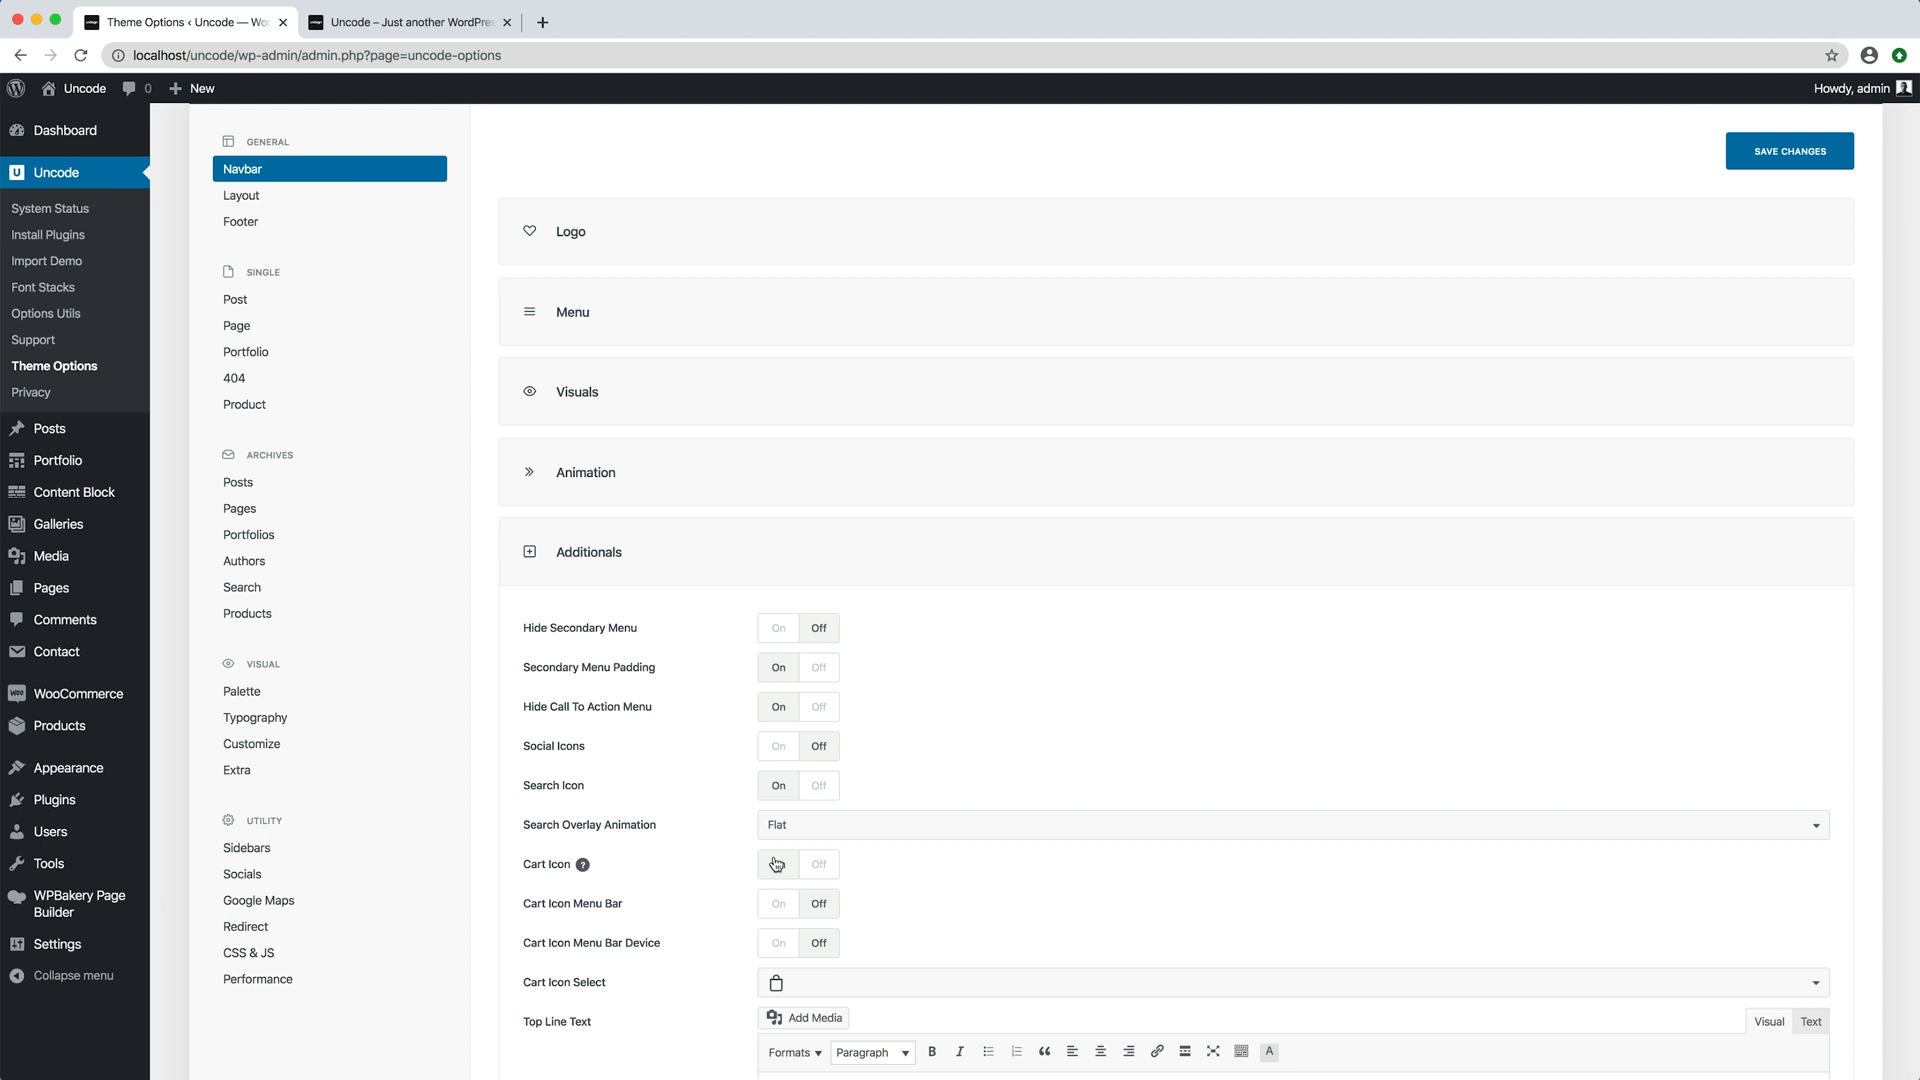 Theme Options ‹ Uncode — Wor
Uncode – Just another WordPres
localhost/uncode/wp-admin/admin.php?page=uncode-options
Uncode
0
New
Howdy, admin
Dashboard
Uncode
System Status
Install Plugins
Import Demo
Font Stacks
Options Utils
Support
Theme Options
Privacy
Posts
Portfolio
Content Block
Galleries
Media
Pages
Comments
Contact
WooCommerce
Products
Appearance
Plugins
Users
Tools
WPBakery Page
Builder
Settings
Collapse menu
GENERAL
Navbar
Layout
Footer
SINGLE
Post
Page
Portfolio
404
Product
ARCHIVES
Posts
Pages
Portfolios
Authors
Search
Products
VISUAL
Palette
Typography
Customize
Extra
UTILITY
Sidebars
Socials
Google Maps
Redirect
CSS & JS
Performance
SAVE CHANGES
Logo
Menu
Visuals
Animation
Additionals
Hide Secondary Menu On Off
Secondary Menu Padding On Off
Hide Call To Action Menu On Off
Social Icons On Off
Search Icon On Off
Search Overlay Animation Flat
Cart Icon ? Off
Cart Icon Menu Bar On Off
Cart Icon Menu Bar Device On Off
Cart Icon Select
Top Line Text Add Media Visual Text
Formats Paragraph B I A